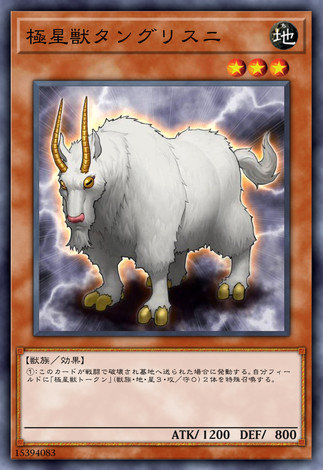 極星獣タングリスニ
地
【獣族／効果】
①：このカードが戦闘で破壊され墓地へ送られた場合に発動する。自分フィ
ールドに「極星獣トークン」（獣族・地・星３・攻／守０）２体を特殊召喚する。
ATK/ 1200 DEF/ 800
15394083